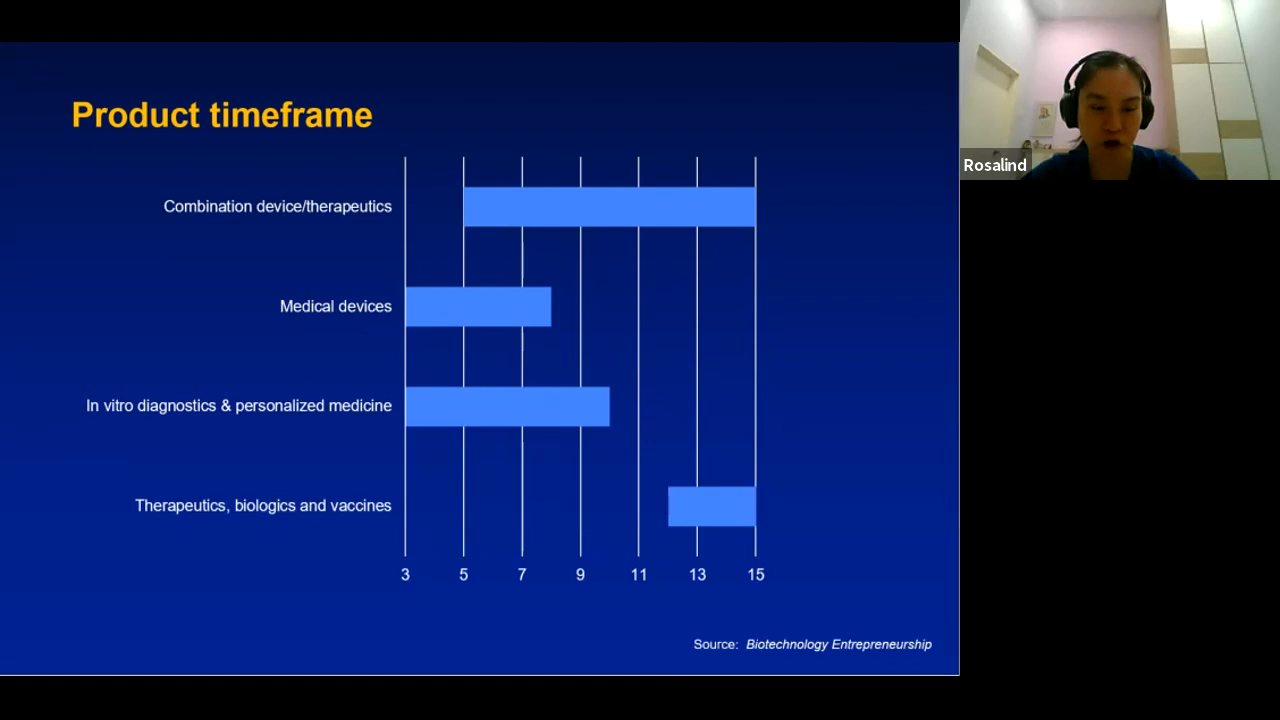 Product timeframe
Combination device/therapeutics
Medical devices
In vitro diagnostics & personalized medicine
Therapeutics, biologics and vaccines
3 5 7 9 11 13 15
Source: Biotechnology Entrepreneurship
Rosalind